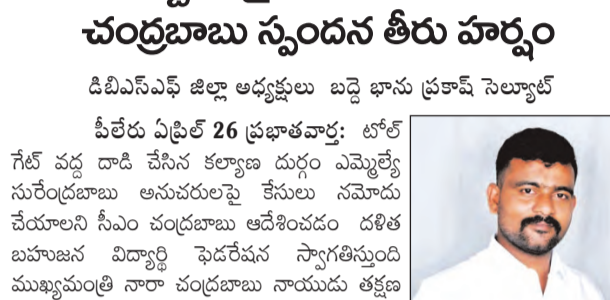 చంద్రబాబు స్పందన తీరు హర్షం
డిబిఎస్ఎఫ్ జిల్లా అధ్యక్షులు బద్దె భాను ప్రకాష్ సెల్యూట్
పీలేరు ఏప్రిల్ 26 ప్రభాతవార్త: టోల్
గేట్ వద్ద దాడి చేసిన కల్యాణ దుర్గం ఎమ్మెల్యే
సురేంద్రబాబు అనుచరులపై కేసులు నమోదు
చేయాలని సీఎం చంద్రబాబు ఆదేశించడం దళిత
బహుజన విద్యార్థి ఫెడరేషన స్వాగతిస్తుంది
ముఖ్యమంత్రి నారా చంద్రబాబు నాయుడు తక్షణ